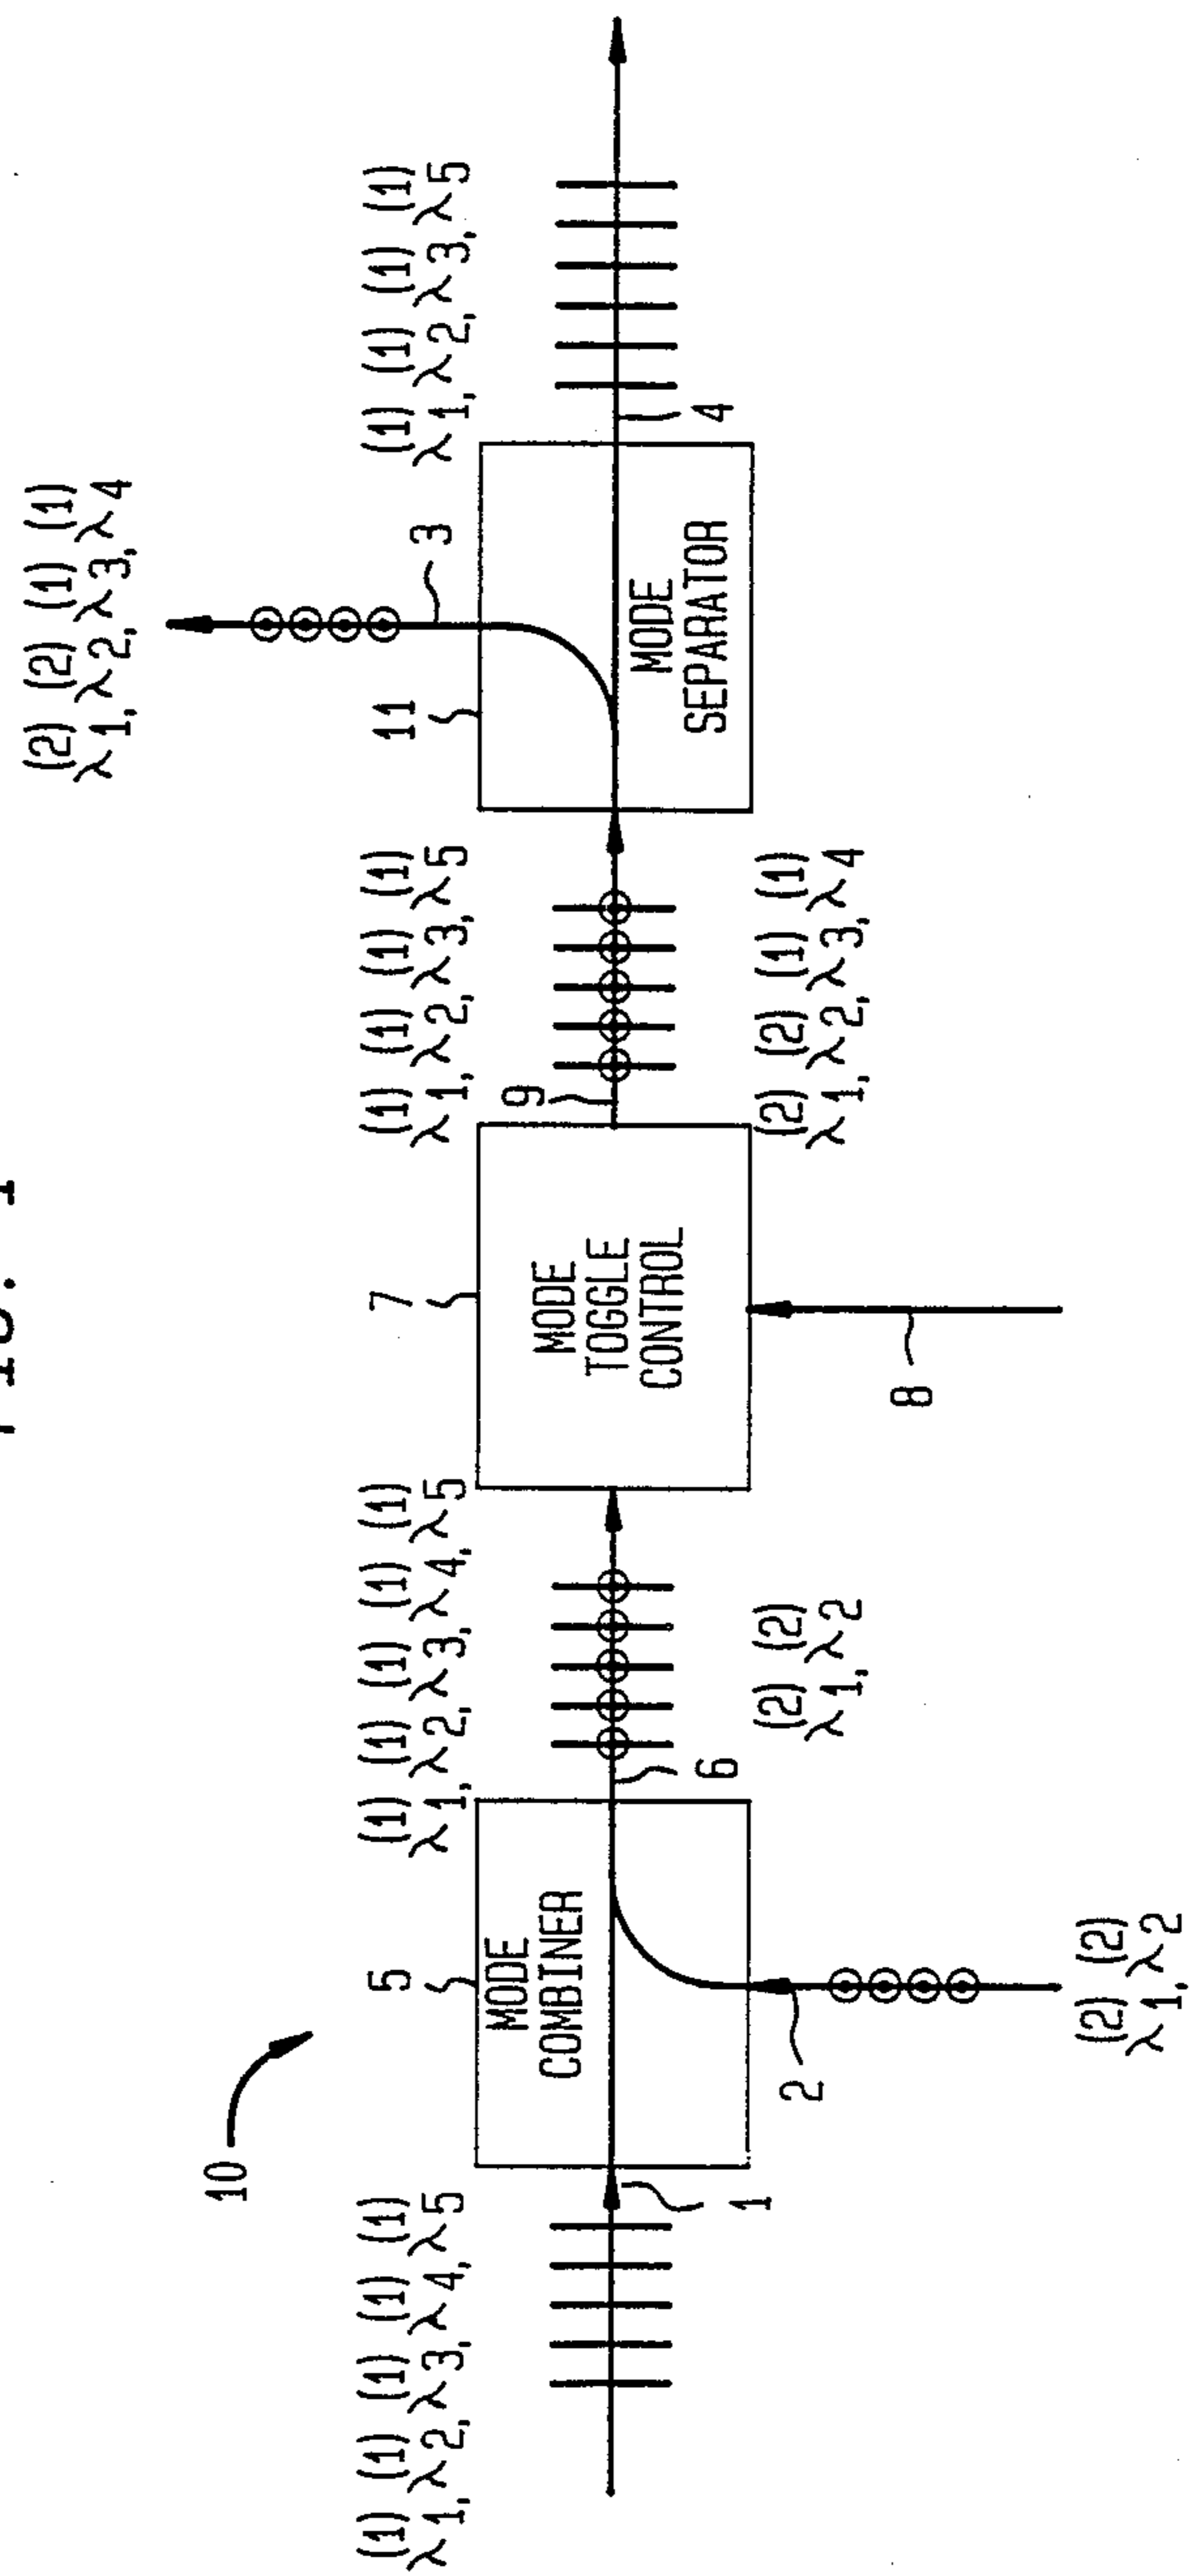 FIG. 1
(2) (2) (1) (1)
λ1, λ2, λ3, λ4
10
(1) (1) (1) (1) (1)
λ1, λ2, λ3, λ4, λ5
5
(1) (1) (1) (1) (1)
λ1, λ2, λ3, λ4, λ5
7
(1) (1) (1) (1)
λ1, λ2, λ3, λ5
11
3
(1) (1) (1) (1)
λ1, λ2, λ3, λ5
MODE
COMBINER
MODE
TOGGLE
CONTROL
9
MODE
SEPARATOR
1
2
6
4
(2) (2)
λ1, λ2
(2) (2) (1) (1)
λ1, λ2, λ3, λ4
8
(2) (2)
λ1, λ2